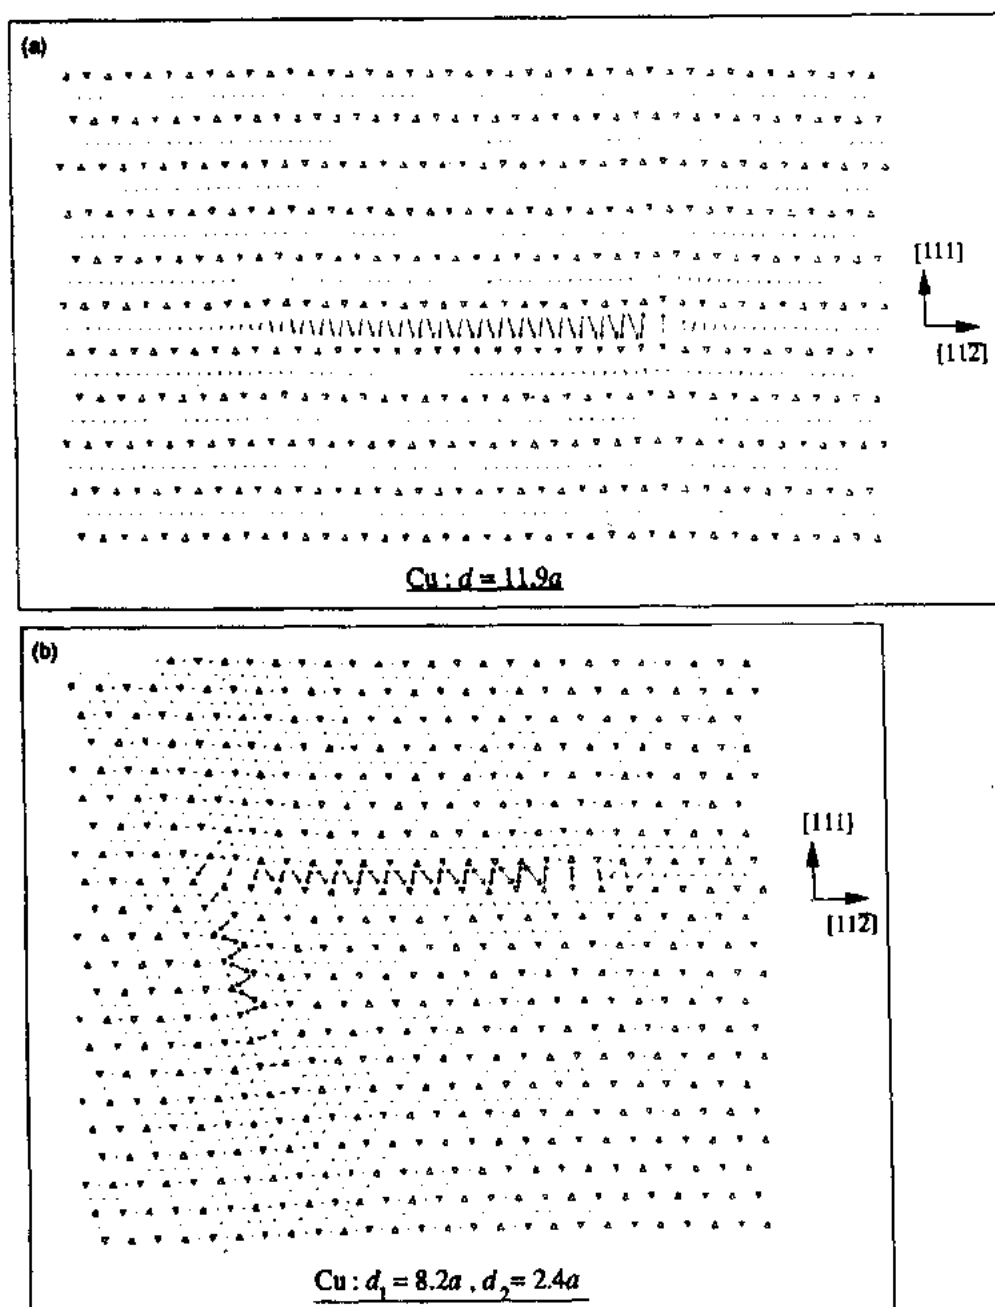 (a)
[111]
[112̅]
Cu : d = 11.9a
(b)
[111]
[112̅]
Cu : d₁ = 8.2a , d₂ = 2.4a